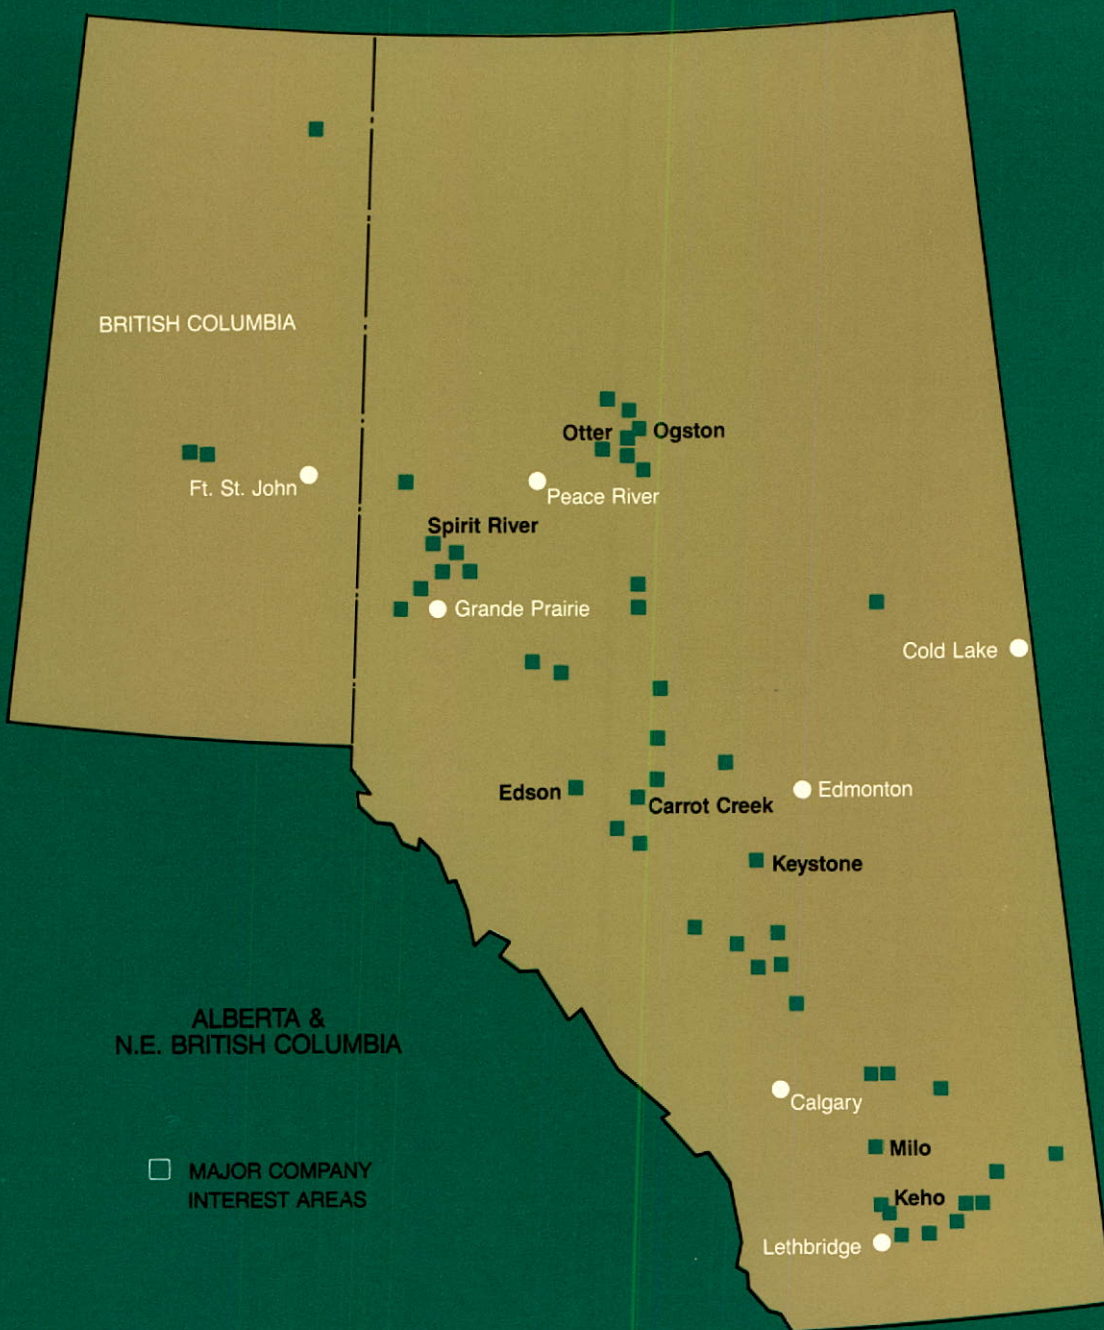 BRITISH COLUMBIA
Otter
Ogston
Ft. St. John
Peace River
Spirit River
Grande Prairie
Cold Lake
Edson
Carrot Creek
Edmonton
Keystone
ALBERTA &
N.E. BRITISH COLUMBIA
Calgary
Milo
MAJOR COMPANY
INTEREST AREAS
Keho
Lethbridge